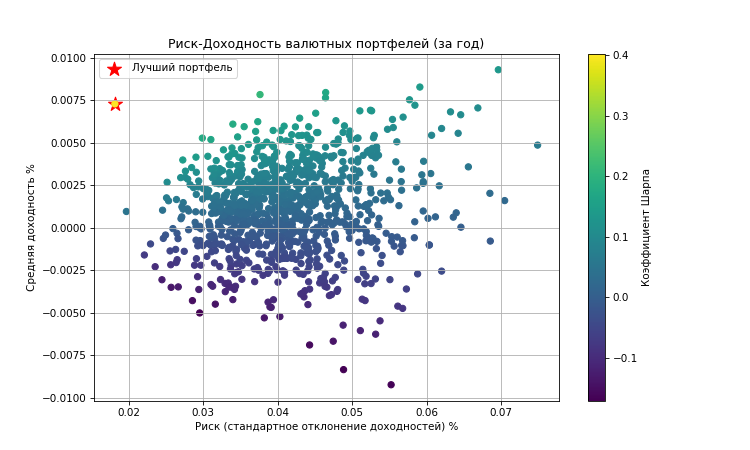 Риск-Доходность валютных портфелей (за год)
Лучший портфель
Средняя доходность %
0.0100
0.0075
0.0050
0.0025
0.0000
−0.0025
−0.0050
−0.0075
−0.0100
0.02 0.03 0.04 0.05 0.06 0.07
Риск (стандартное отклонение доходностей) %
0.4
0.3
0.2
0.1
0.0
−0.1
Коэффициент Шарпа